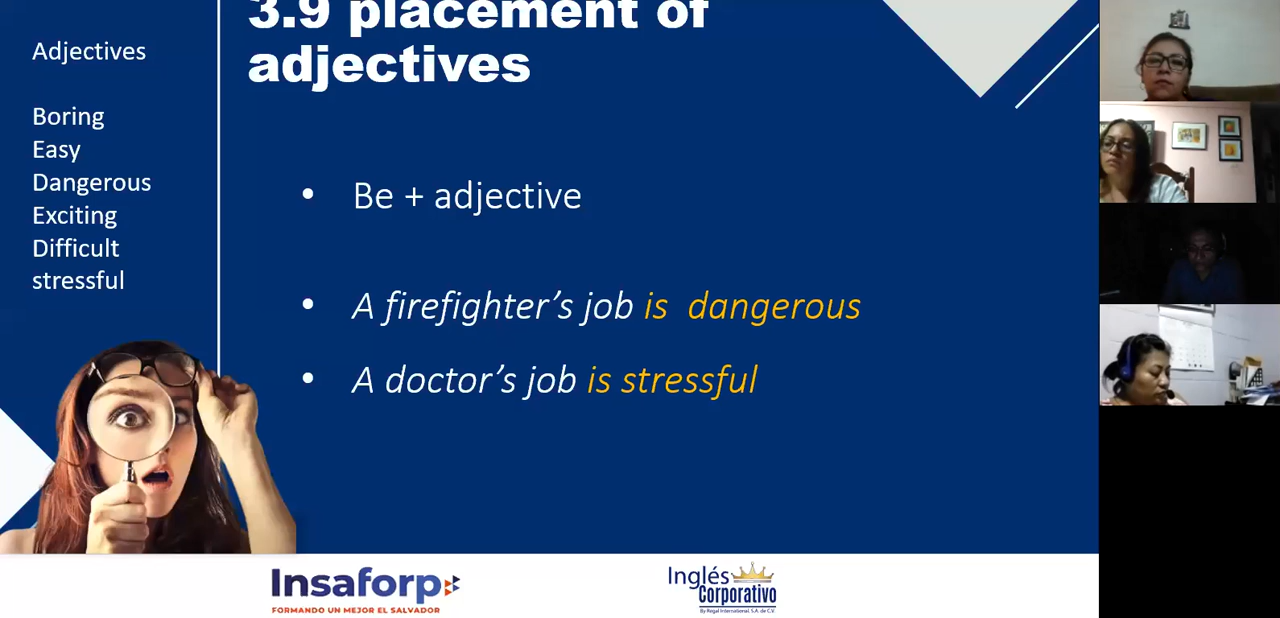 3.9 placement of
adjectives
Adjectives
Boring
Easy
Dangerous
Exciting
Difficult
stressful
• Be + adjective
• A firefighter’s job is dangerous
• A doctor’s job is stressful
Insaforp
FORMANDO UN MEJOR EL SALVADOR
Inglés
Corporativo
By Regal International, S.A. de C.V.